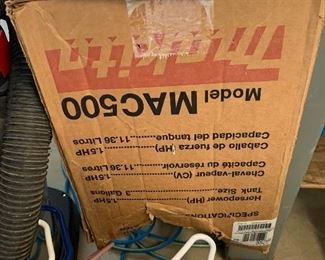 makita
Model MAC500
SPECIFICATIONS
Horsepower (HP) 1.5HP
Tank Size 3 Gallons
Cheval-vapeur, (CV) 1.5HP
Capacité du réservoir 11.36 Litres
Caballo de fuerza (HP) 1.5HP
Capacidad del tanque 11.36 Litros